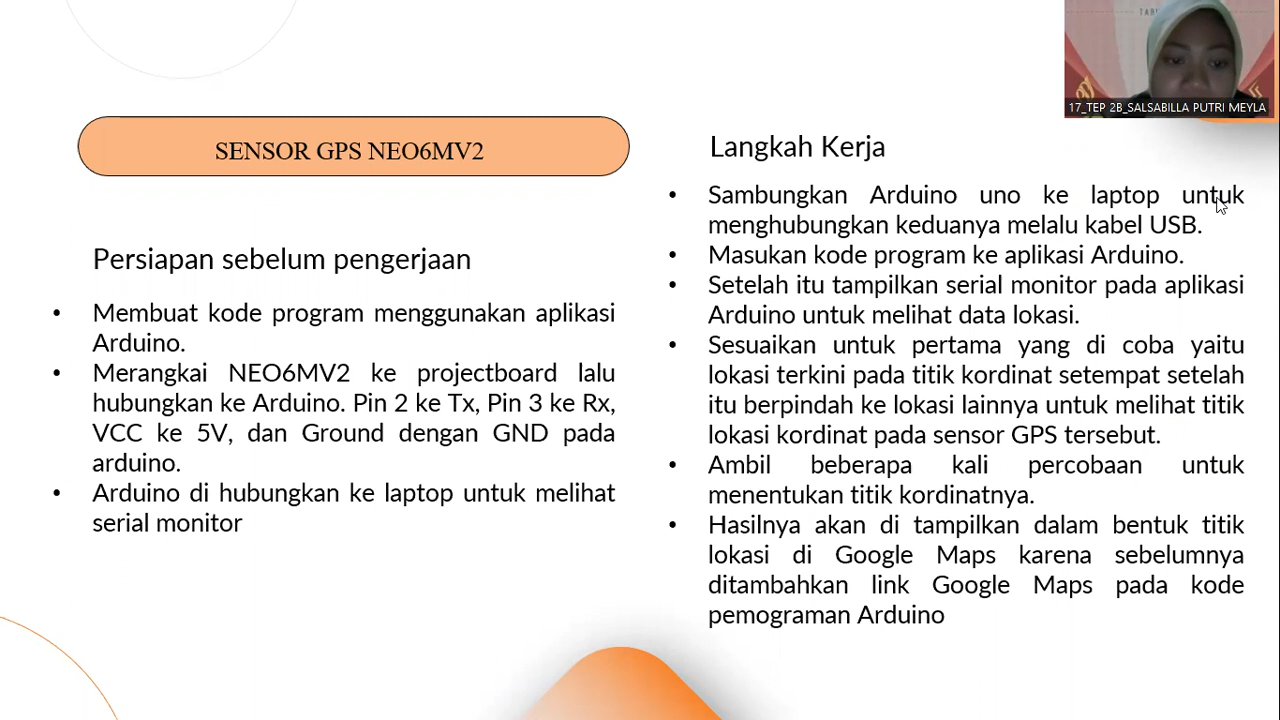 SENSOR GPS NEO6MV2
Persiapan sebelum pengerjaan
• Membuat kode program menggunakan aplikasi
Arduino.
• Merangkai NEO6MV2 ke projectboard lalu
hubungkan ke Arduino. Pin 2 ke Tx, Pin 3 ke Rx,
VCC ke 5V, dan Ground dengan GND pada
arduino.
• Arduino di hubungkan ke laptop untuk melihat
serial monitor
Langkah Kerja
• Sambungkan Arduino uno ke laptop untuk
menghubungkan keduanya melalu kabel USB.
• Masukan kode program ke aplikasi Arduino.
• Setelah itu tampilkan serial monitor pada aplikasi
Arduino untuk melihat data lokasi.
• Sesuaikan untuk pertama yang di coba yaitu
lokasi terkini pada titik kordinat setempat setelah
itu berpindah ke lokasi lainnya untuk melihat titik
lokasi kordinat pada sensor GPS tersebut.
• Ambil beberapa kali percobaan untuk
menentukan titik kordinatnya.
• Hasilnya akan di tampilkan dalam bentuk titik
lokasi di Google Maps karena sebelumnya
ditambahkan link Google Maps pada kode
pemograman Arduino
17_TEP 2B_SALSABILLA PUTRI MEYLA